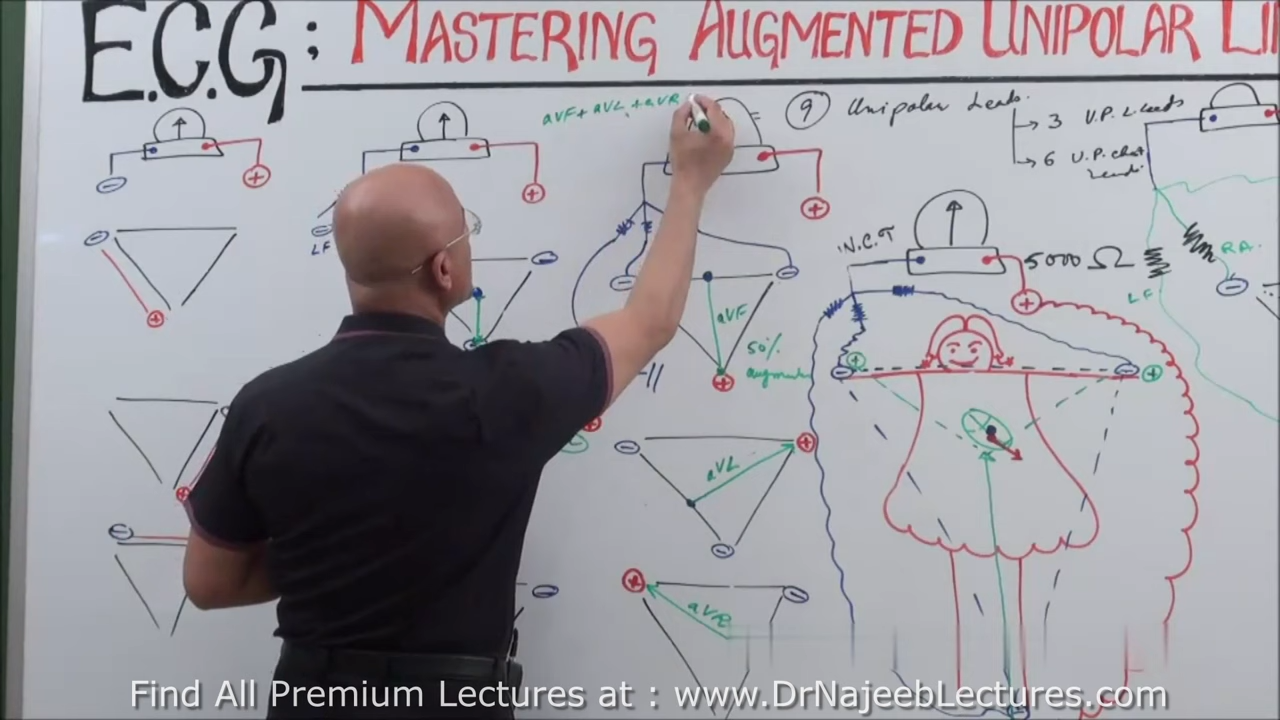 E.C.G; MASTERING AUGMENTED UNIPOLAR LI
aVF + aVL + aVR
9 Unipolar Leads.
3 U.P. Leads
6 U.P. chest Leads
N.C.T
5000 Ω
RA.
LF
LF
aVF
50%
augmen
aVL
aVR
Find All Premium Lectures at : www.DrNajeebLectures.com